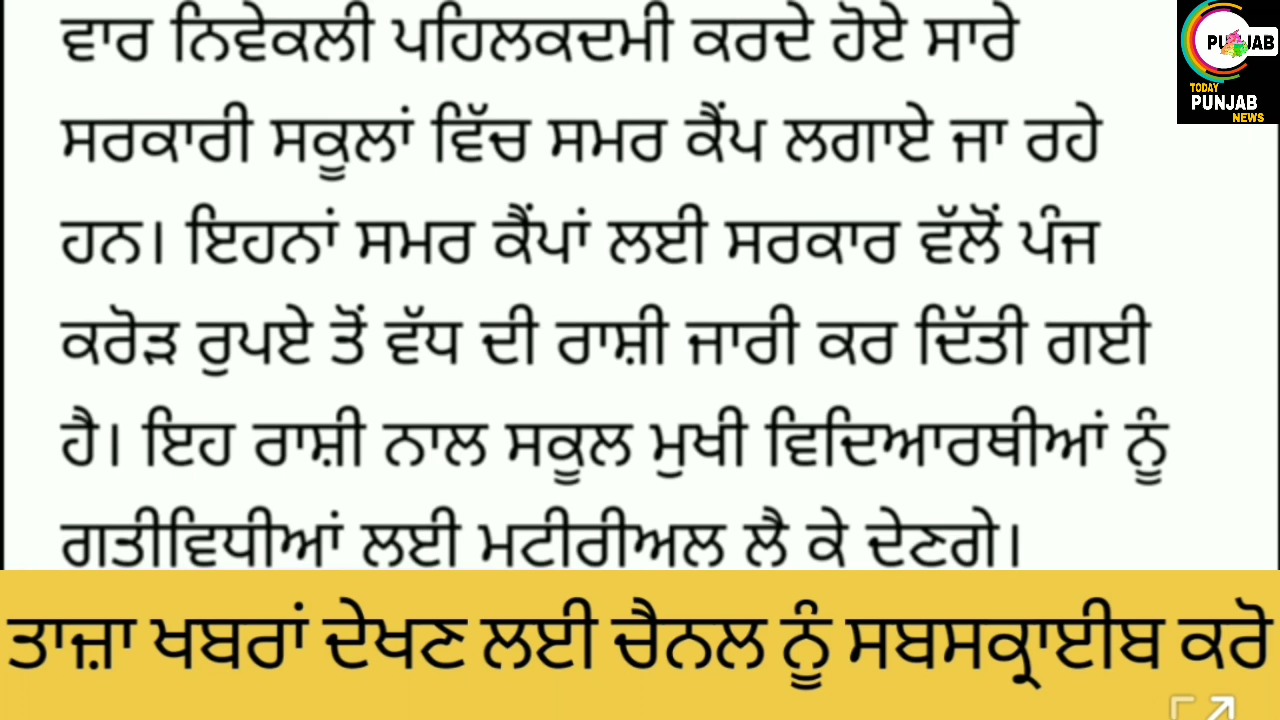 ਵਾਰ ਨਿਵੇਕਲੀ ਪਹਿਲਕਦਮੀ ਕਰਦੇ ਹੋਏ ਸਾਰੇ
ਸਰਕਾਰੀ ਸਕੂਲਾਂ ਵਿੱਚ ਸਮਰ ਕੈਂਪ ਲਗਾਏ ਜਾ ਰਹੇ
ਹਨ। ਇਹਨਾਂ ਸਮਰ ਕੈਂਪਾਂ ਲਈ ਸਰਕਾਰ ਵੱਲੋਂ ਪੰਜ
ਕਰੋੜ ਰੁਪਏ ਤੋਂ ਵੱਧ ਦੀ ਰਾਸ਼ੀ ਜਾਰੀ ਕਰ ਦਿੱਤੀ ਗਈ
ਹੈ। ਇਹ ਰਾਸ਼ੀ ਨਾਲ ਸਕੂਲ ਮੁਖੀ ਵਿਦਿਆਰਥੀਆਂ ਨੂੰ
ਗਤੀਵਿਧੀਆਂ ਲਈ ਮਟੀਰੀਅਲ ਲੈ ਕੇ ਦੇਣਗੇ।
PUNJAB
TODAY
PUNJAB
NEWS
ਤਾਜ਼ਾ ਖਬਰਾਂ ਦੇਖਣ ਲਈ ਚੈਨਲ ਨੂੰ ਸਬਸਕ੍ਰਾਈਬ ਕਰੋ